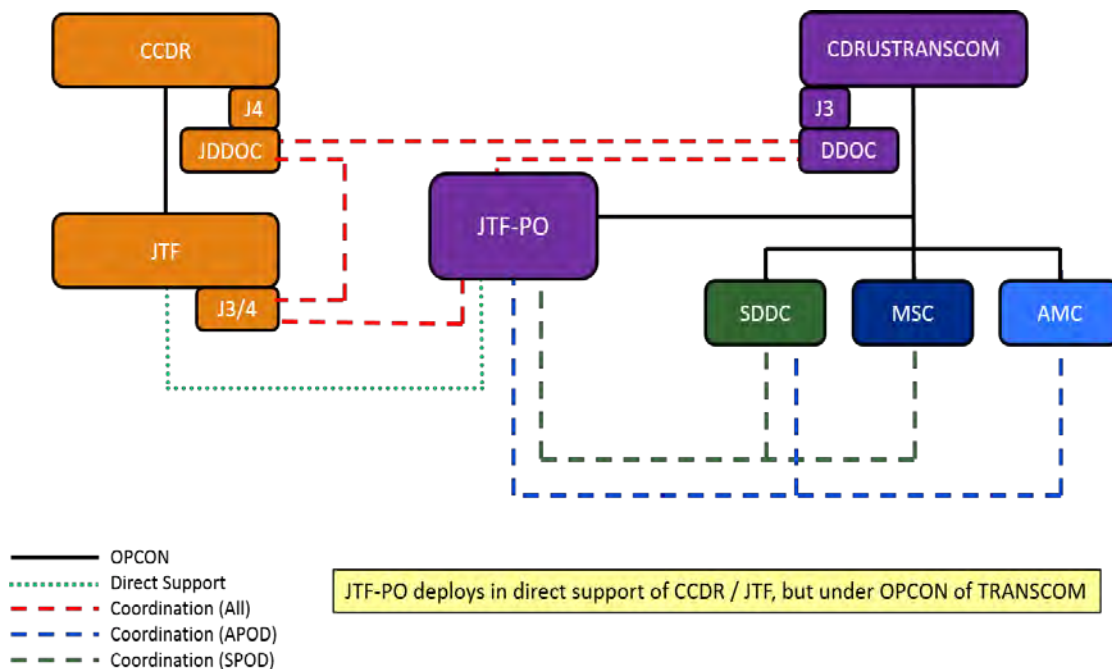 CCDR
CDRUSTRANSCOM
J4
J3
JDDOC
DDOC
JTF-PO
JTF
J3/4
SDDC
MSC
AMC
OPCON
Direct Support
Coordination (All)
Coordination (APOD)
Coordination (SPOD)
JTF-PO deploys in direct support of CCDR / JTF, but under OPCON of TRANSCOM